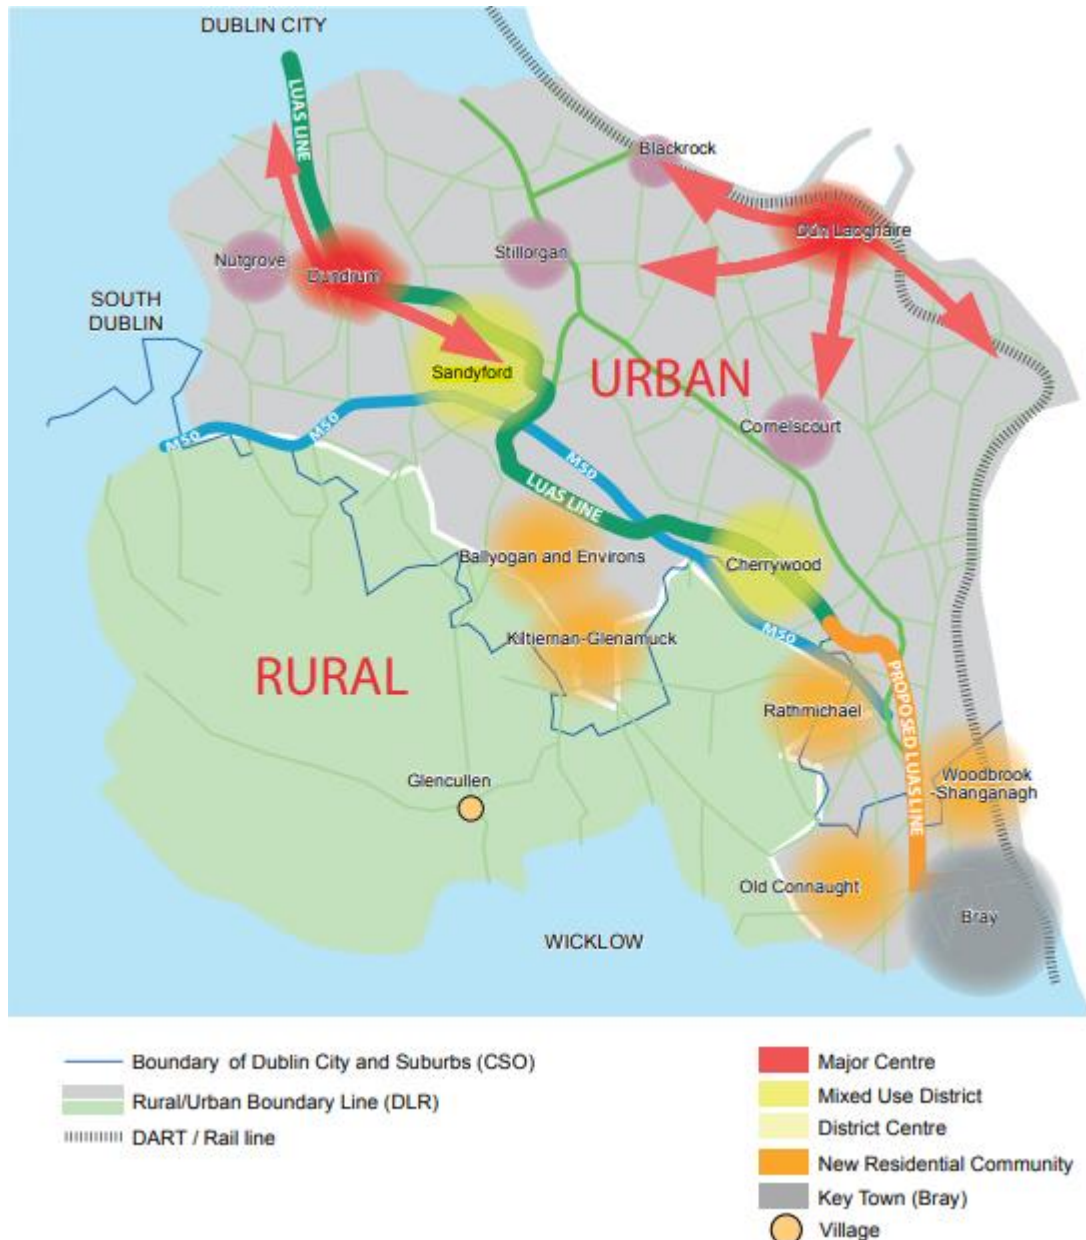 DUBLIN CITY
LUAS LINE
Blackrock
Dún Laoghaire
Nutgrove
Stillorgan
Dundrum
SOUTH
DUBLIN
Sandyford
URBAN
Cornelscourt
M50
M50
M50
LUAS LINE
Ballyogan and Environs
Cherrywood
Kiltiernan-Glenamuck
M50
RURAL
PROPOSED LUAS LINE
Rathmichael
Woodbrook
-Shanganagh
Glencullen
Old Connaught
Bray
WICKLOW
Boundary of Dublin City and Suburbs (CSO)
Rural/Urban Boundary Line (DLR)
DART / Rail line
Major Centre
Mixed Use District
District Centre
New Residential Community
Key Town (Bray)
Village